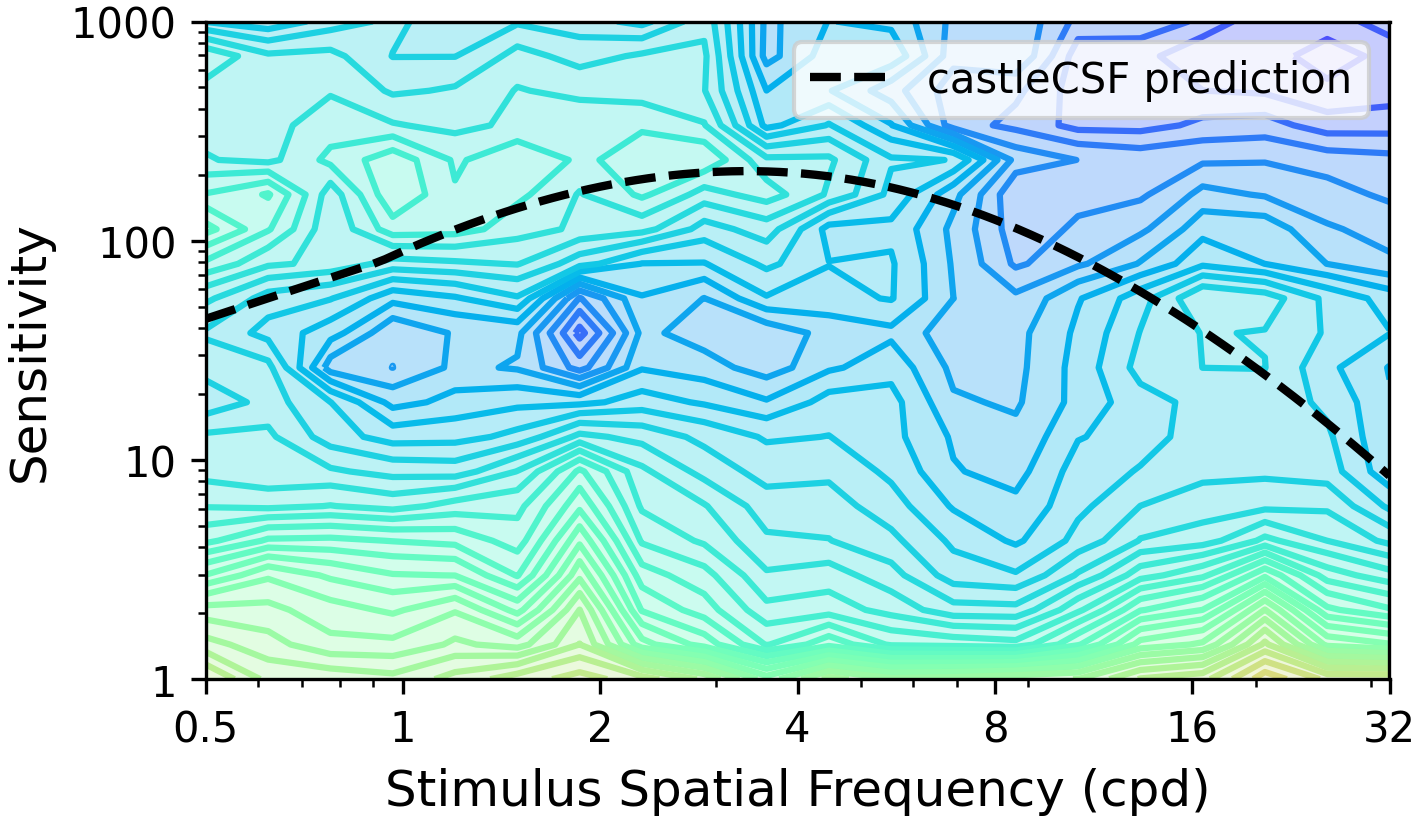 1000
100
10
1
Sensitivity
castleCSF prediction
0.5 1 2 4 8 16 32
Stimulus Spatial Frequency (cpd)